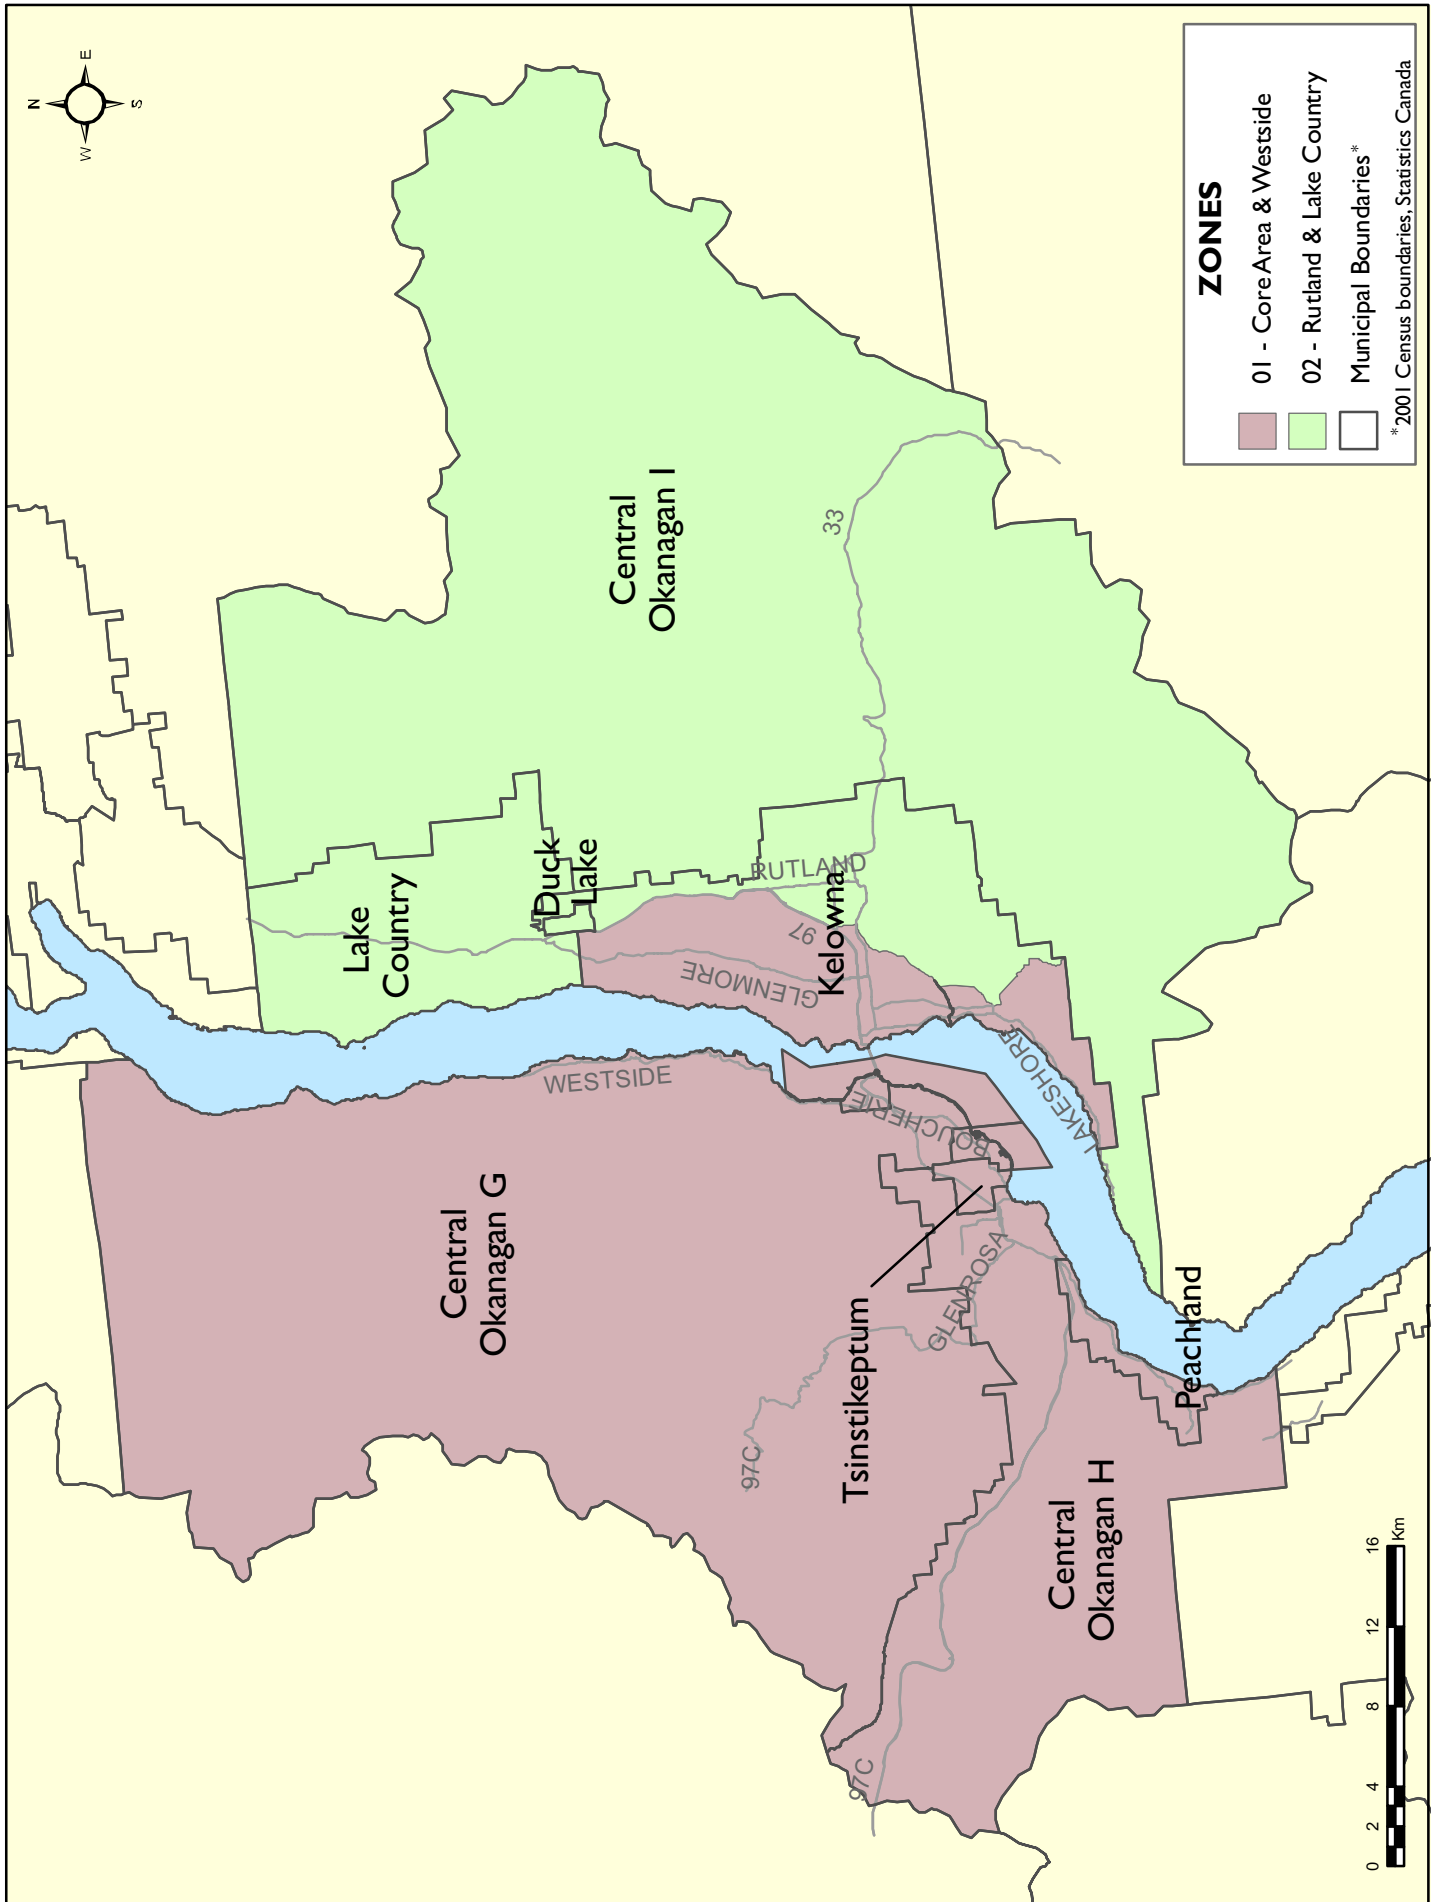 N
W
E
S
Central
Okanagan I
33
Lake
Country
Duck
Lake
RUTLAND
97
Kelowna
GLENMORE
WESTSIDE
BOUCHERIE
LAKESHORE
Central
Okanagan G
GLENROSA
Tsinstikeptum
97C
Peachland
Central
Okanagan H
97C
ZONES
01 - Core Area & Westside
02 - Rutland & Lake Country
Municipal Boundaries*
*2001 Census boundaries, Statistics Canada
0 2 4 8 12 16
Km